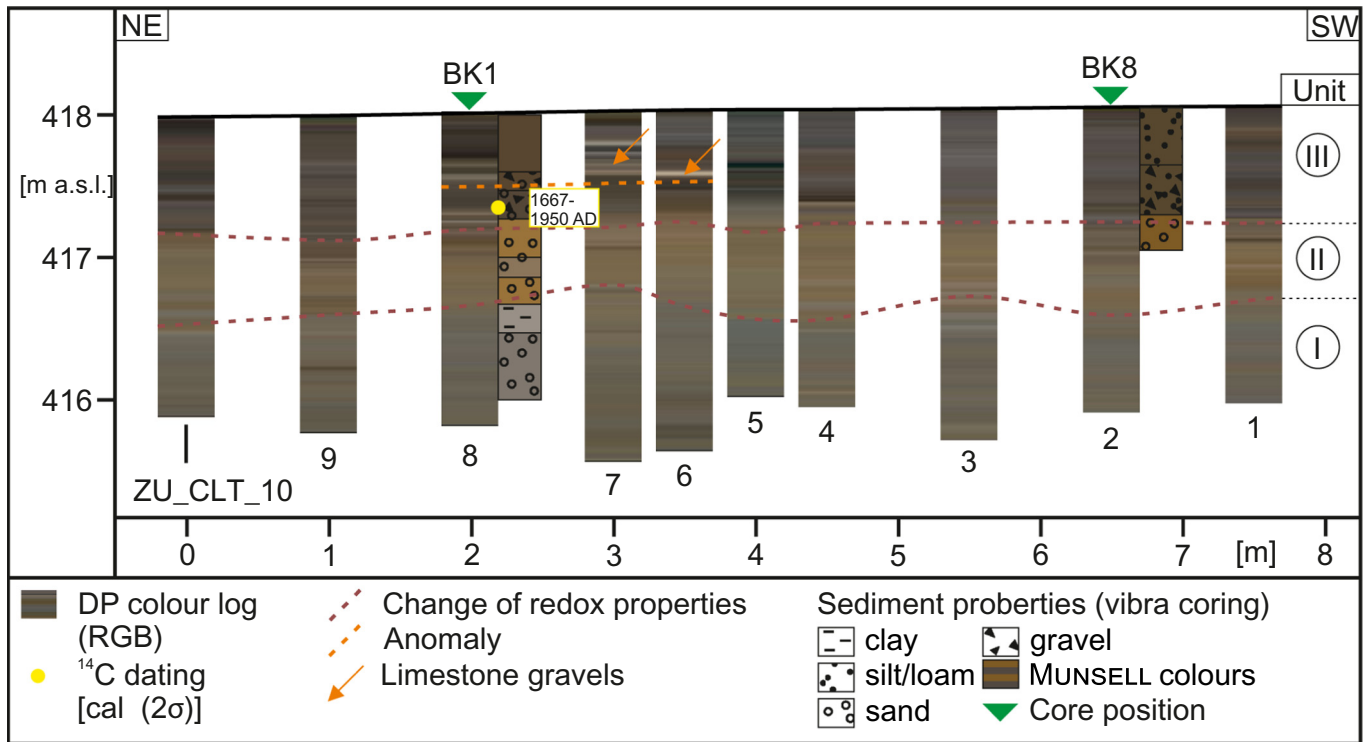 NE
SW
BK1
BK8
Unit
418
[m a.s.l.]
417
416
1667-
1950 AD
III
II
I
ZU_CLT_10
9
8
7
6
5
4
3
2
1
0 1 2 3 4 5 6 7 [m] 8
DP colour log
(RGB)
14C dating
[cal (2σ)]
Change of redox properties
Anomaly
Limestone gravels
Sediment proberties (vibra coring)
clay
silt/loam
sand
gravel
MUNSELL colours
Core position